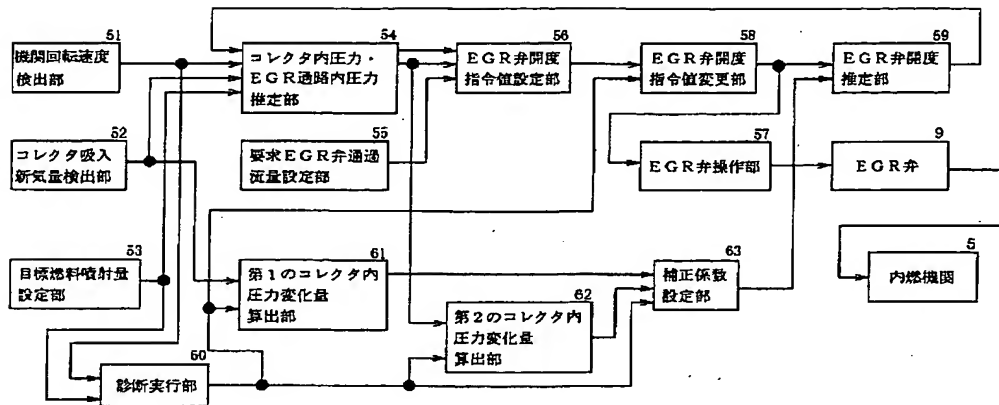 51
機関回転速度
検出部
54
コレクタ内圧力・
EGR通路内圧力
推定部
56
EGR弁開度
指令値設定部
58
EGR弁開度
指令値変更部
59
EGR弁開度
推定部
52
コレクタ吸入
新気量検出部
55
要求EGR弁通過
流量設定部
57
EGR弁操作部
9
EGR弁
53
目標燃料噴射量
設定部
61
第1のコレクタ内
圧力変化量
算出部
62
第2のコレクタ内
圧力変化量
算出部
63
補正係数
設定部
5
内燃機関
60
診断実行部